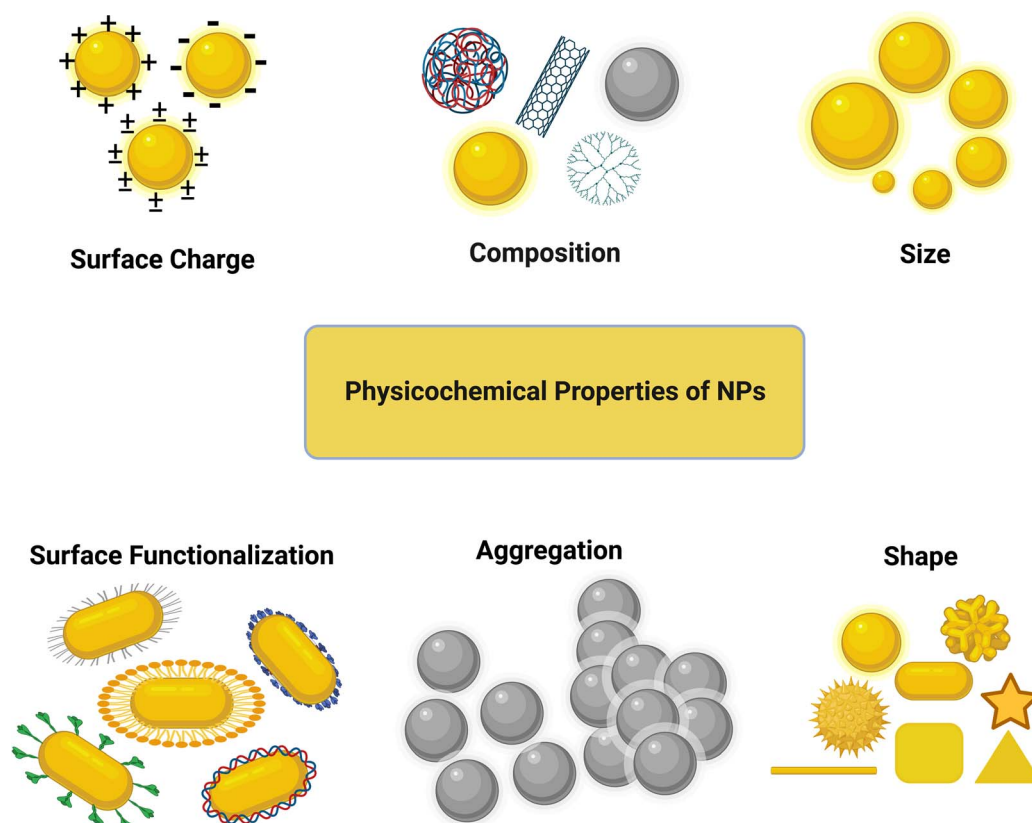 Surface Charge
Composition
Size
Physicochemical Properties of NPs
Surface Functionalization
Aggregation
Shape